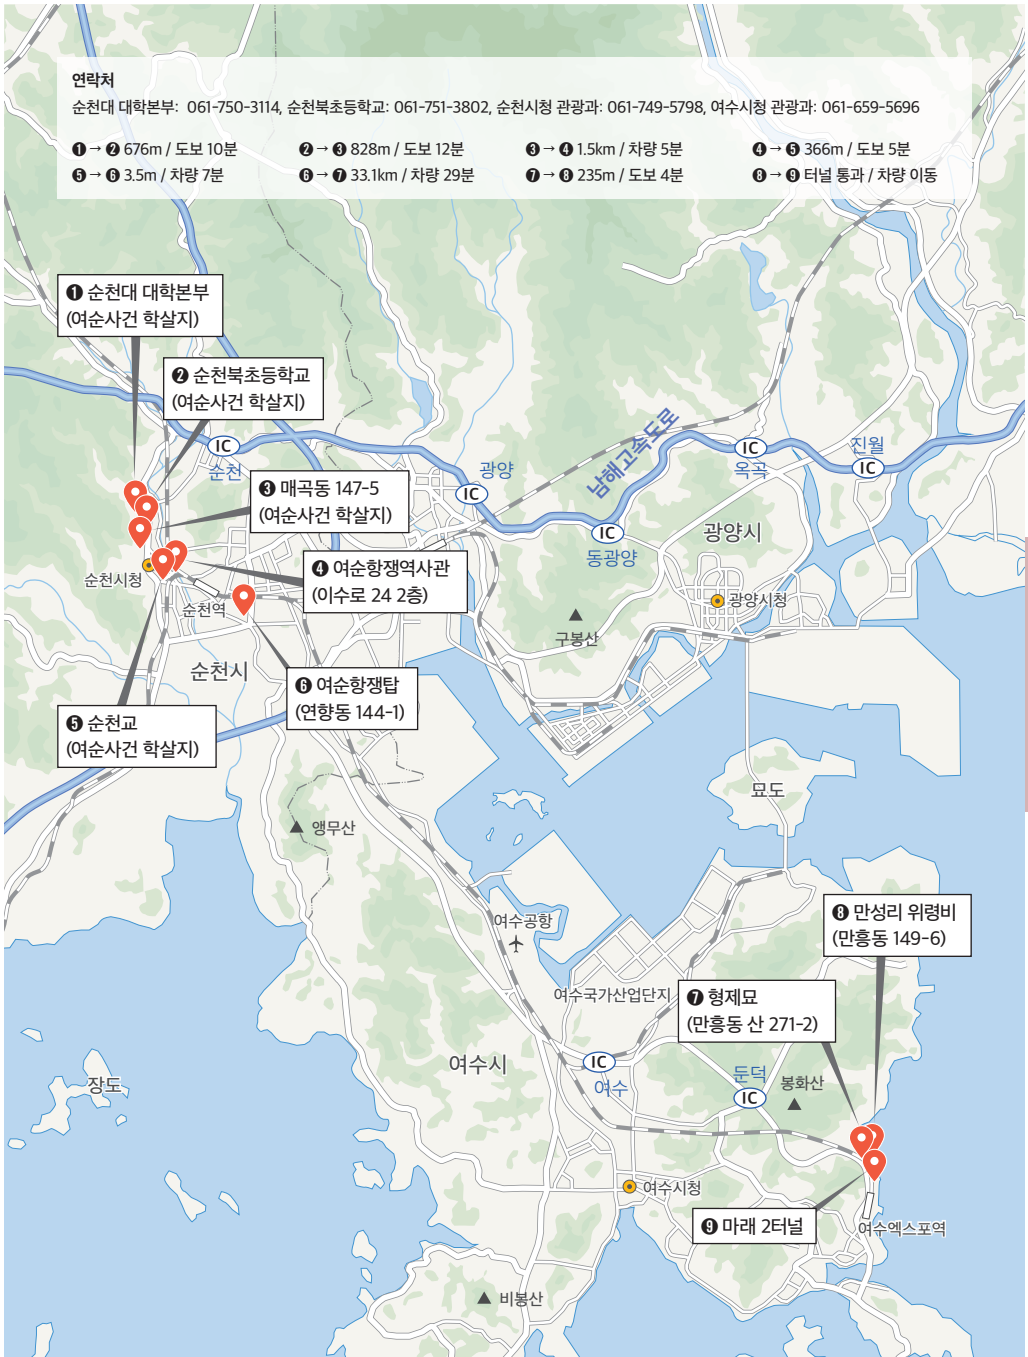 연락처
순천대 대학본부: 061-750-3114, 순천북초등학교: 061-751-3802, 순천시청 관광과: 061-749-5798, 여수시청 관광과: 061-659-5696
❶ → ❷ 676m / 도보 10분 ❷ → ❸ 828m / 도보 12분 ❸ → ❹ 1.5km / 차량 5분 ❹ → ❺ 366m / 도보 5분
❺ → ❻ 3.5m / 차량 7분 ❻ → ❼ 33.1km / 차량 29분 ❼ → ❽ 235m / 도보 4분 ❽ → ❾ 터널 통과 / 차량 이동
❶ 순천대 대학본부
(여순사건 학살지)
❷ 순천북초등학교
(여순사건 학살지)
IC
순천
남해고속도로
IC
옥곡
진월
IC
광양
IC
❸ 매곡동 147-5
(여순사건 학살지)
IC
동광양
광양시
❹ 여순항쟁역사관
(이수로 24 2층)
순천시청
순천역
광양시청
구봉산
순천시
❻ 여순항쟁탑
(연향동 144-1)
❺ 순천교
(여순사건 학살지)
묘도
앵무산
여수공항
❽ 만성리 위령비
(만흥동 149-6)
여수국가산업단지
❼ 형제묘
(만흥동 산 271-2)
여수시
IC
여수
둔덕
IC
봉화산
장도
여수시청
❾ 마래 2터널
여수엑스포역
비봉산